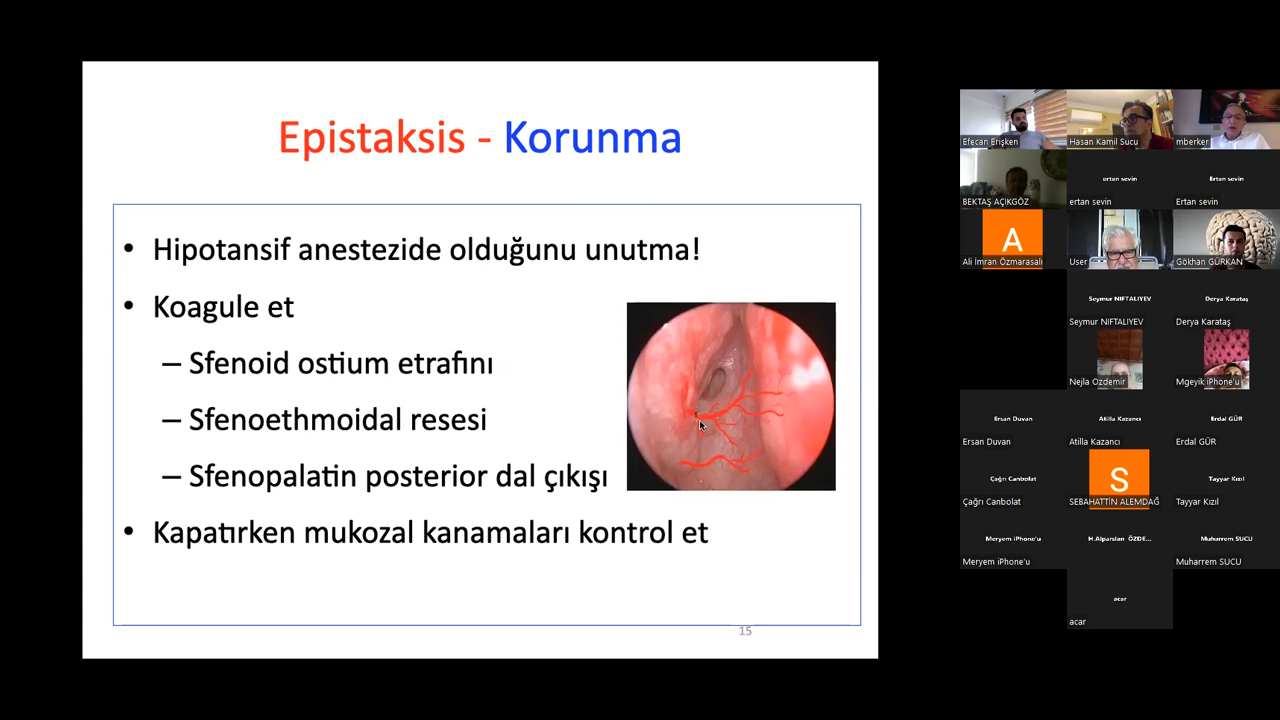 Epistaksis - Korunma
• Hipotansif anestezide olduğunu unutma!
• Koagule et
– Sfenoid ostium etrafını
– Sfenoethmoidal resesi
– Sfenopalatin posterior dal çıkışı
• Kapatırken mukozal kanamaları kontrol et
15
Efecan Erişken
Hasan Kamil Sucu
mberker
BEKTAŞ AÇIKGÖZ
ertan sevin
ertan sevin
Ertan sevin
Ertan sevin
A
Ali İmran Özmarasalı
User
Gökhan GÜRKAN
Seymur NIFTALIYEV
Seymur NIFTALIYEV
Derya Karataş
Derya Karataş
Nejla Ozdemir
Mgeyik iPhone'u
Ersan Duvan
Ersan Duvan
Atilla Kazancı
Atilla Kazancı
Erdal GÜR
Erdal GÜR
Çağrı Canbolat
Çağrı Canbolat
S
SEBAHATTİN ALEMDAĞ
Tayyar Kızıl
Tayyar Kızıl
Meryem iPhone'u
Meryem iPhone'u
H.Alparslan ÖZDE...
Muharrem SUCU
Muharrem SUCU
acar
acar